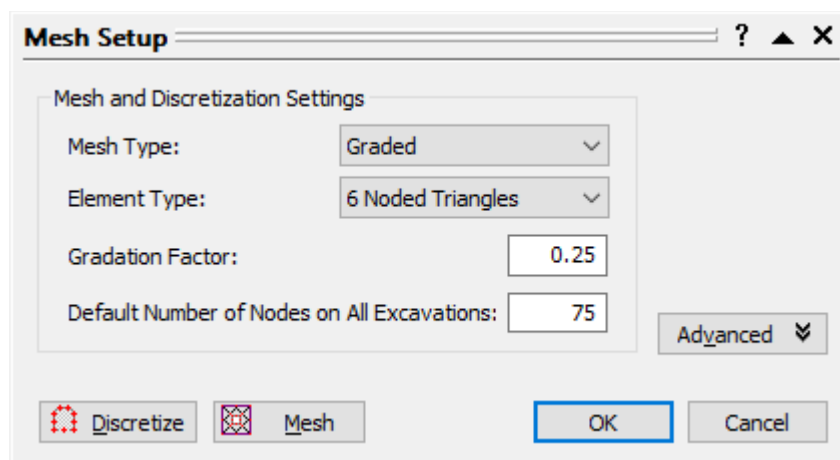 Mesh Setup ?
Mesh and Discretization Settings
Mesh Type: Graded
Element Type: 6 Noded Triangles
Gradation Factor: 0.25
Default Number of Nodes on All Excavations: 75
Advanced
Discretize Mesh OK Cancel